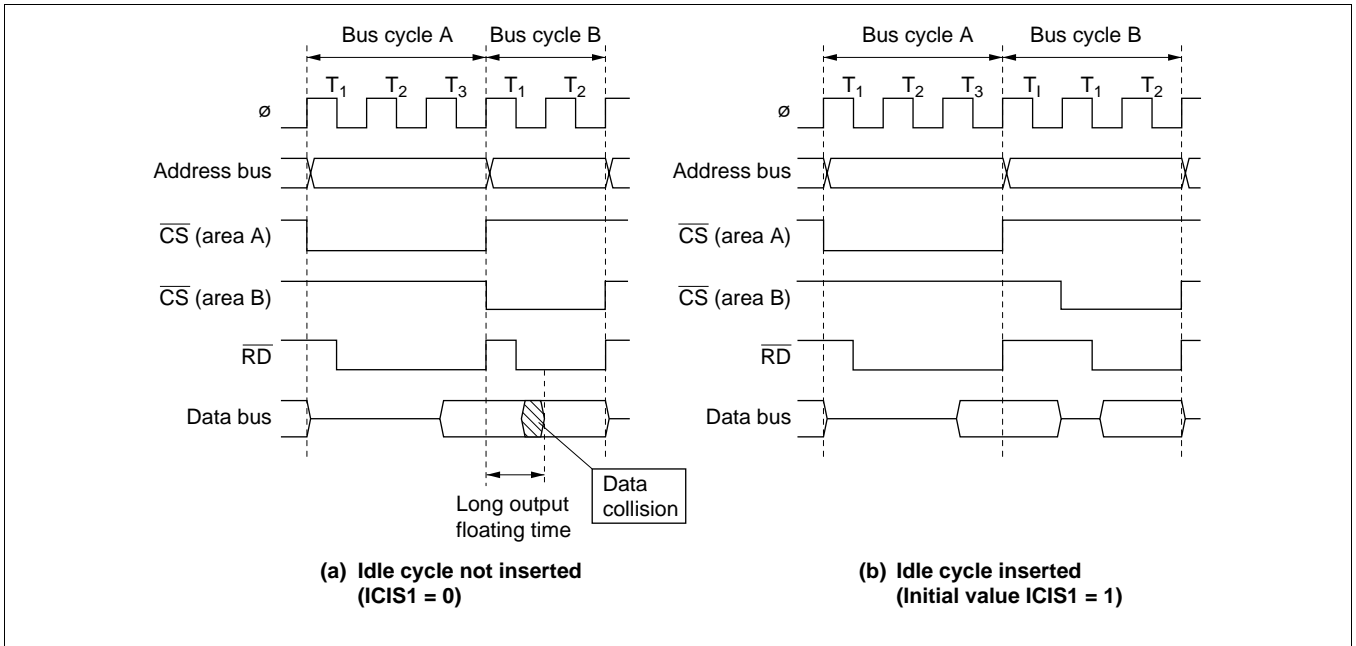 Bus cycle A Bus cycle B
T1 T2 T3 T1 T2
ø
Address bus
CS (area A)
CS (area B)
RD
Data bus
Long output
floating time
Data
collision
(a) Idle cycle not inserted
(ICIS1 = 0)
Bus cycle A Bus cycle B
T1 T2 T3 TI T1 T2
ø
Address bus
CS (area A)
CS (area B)
RD
Data bus
(b) Idle cycle inserted
(Initial value ICIS1 = 1)